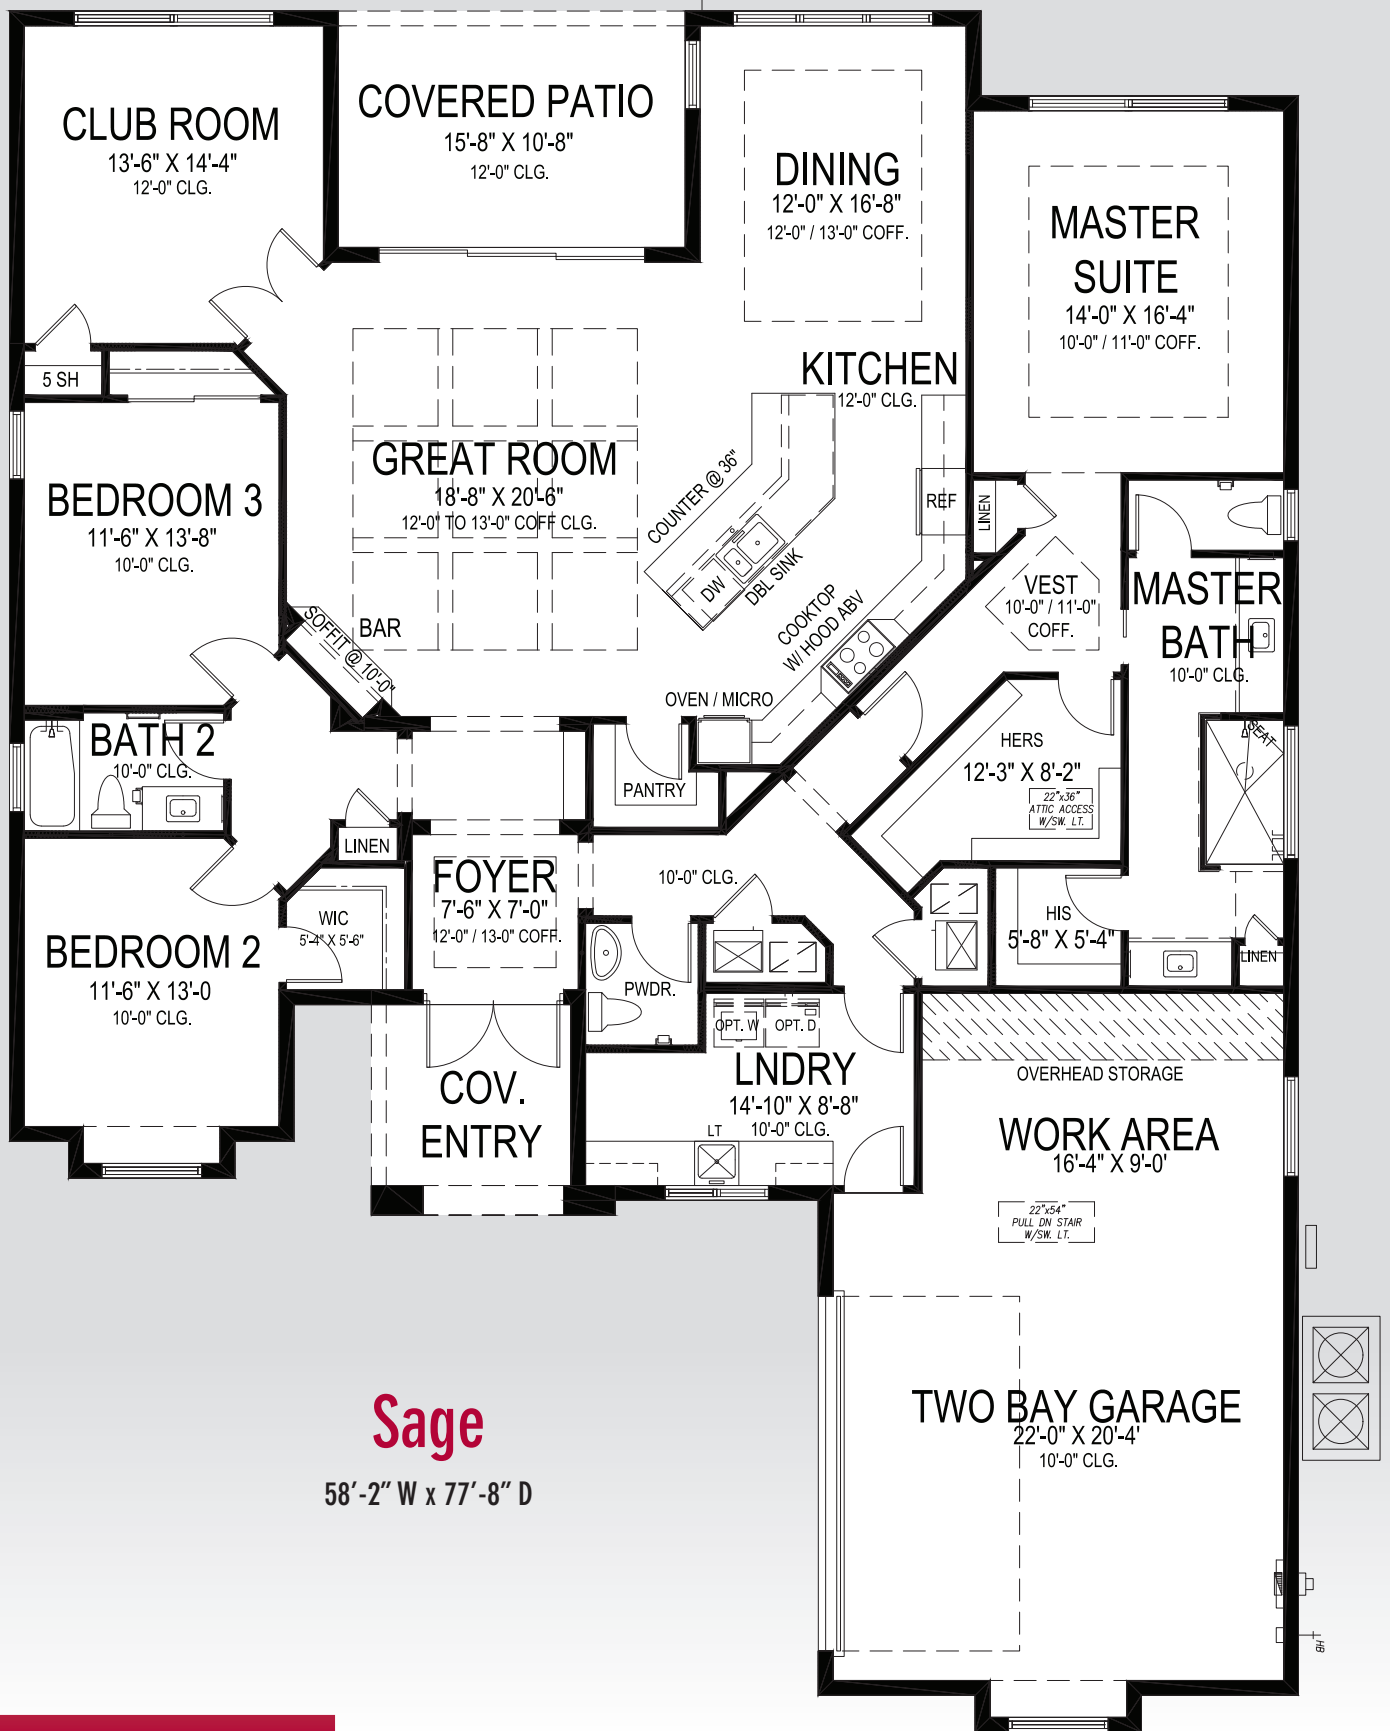 CLUB ROOM
13'-6" X 14'-4"
12'-0" CLG.
COVERED PATIO
15'-8" X 10'-8"
12'-0" CLG.
DINING
12'-0" X 16'-8"
12'-0" / 13'-0" COFF.
MASTER
SUITE
14'-0" X 16'-4"
10'-0" / 11'-0" COFF.
5 SH
KITCHEN
12'-0" CLG.
GREAT ROOM
18'-8" X 20'-6"
12'-0" TO 13'-0" COFF CLG.
COUNTER @ 36"
DW
DBL SINK
REF
LINEN
COOKTOP
W/ HOOD ABV
OVEN / MICRO
BEDROOM 3
11'-6" X 13'-8"
10'-0" CLG.
SOFFIT @ 10'-0"
BAR
VEST
10'-0" / 11'-0"
COFF.
MASTER
BATH
10'-0" CLG.
SEAT
BATH 2
10'-0" CLG.
PANTRY
HERS
12'-3" X 8'-2"
22"x36"
ATTIC ACCESS
W/SW. LT.
LINEN
FOYER
7'-6" X 7'-0"
12'-0" / 13-0" COFF.
10'-0" CLG.
WIC
5'-4" X 5'-6"
HIS
5'-8" X 5'-4"
LINEN
BEDROOM 2
11'-6" X 13'-0
10'-0" CLG.
PWDR.
OPT. W
OPT. D
LNDRY
14'-10" X 8'-8"
10'-0" CLG.
LT
COV.
ENTRY
OVERHEAD STORAGE
WORK AREA
16'-4" X 9'-0'
22"x54"
PULL DN STAIR
W/SW. LT.
TWO BAY GARAGE
22'-0" X 20'-4'
10'-0" CLG.
HB
Sage
58'-2" W x 77'-8" D